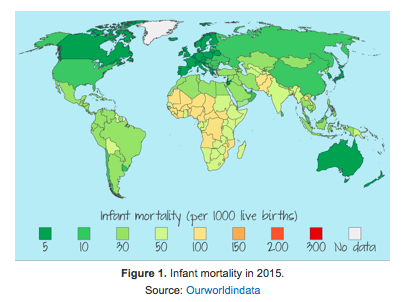 Infant mortality (per 1000 live births)
5 10 30 50 100 150 200 300 No data
Figure 1. Infant mortality in 2015.
Source: Ourworldindata